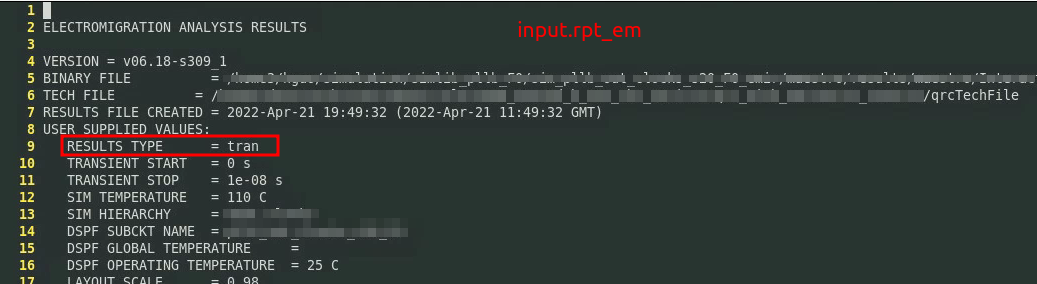 1
2 ELECTROMIGRATION ANALYSIS RESULTS
input.rpt_em
3
4 VERSION = v06.18-s309_1
5 BINARY FILE = /
6 TECH FILE = / /qrcTechFile
7 RESULTS FILE CREATED = 2022-Apr-21 19:49:32 (2022-Apr-21 11:49:32 GMT)
8 USER SUPPLIED VALUES:
9 RESULTS TYPE = tran
10 TRANSIENT START = 0 s
11 TRANSIENT STOP = 1e-08 s
12 SIM TEMPERATURE = 110 C
13 SIM HIERARCHY =
14 DSPF SUBCKT NAME =
15 DSPF GLOBAL TEMPERATURE =
16 DSPF OPERATING TEMPERATURE = 25 C
17 LAYOUT SCALE = 0.98